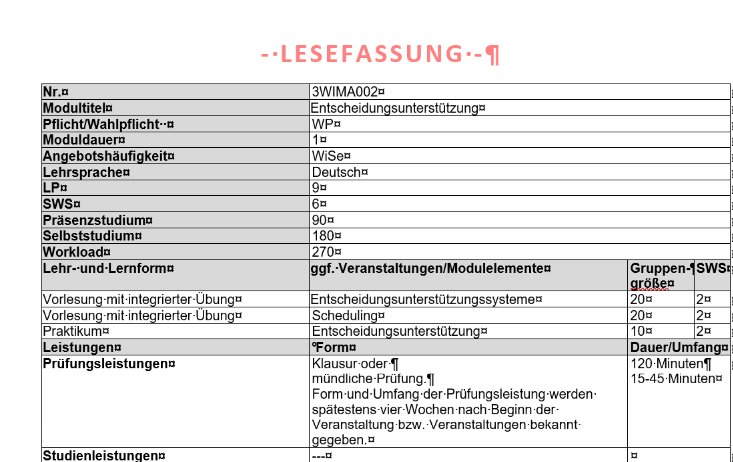 - LESEFASSUNG -
Nr. 3WIMA002
Modultitel Entscheidungsunterstützung
Pflicht/Wahlpflicht WP
Moduldauer 1
Angebotshäufigkeit WiSe
Lehrsprache Deutsch
LP 9
SWS 6
Präsenzstudium 90
Selbststudium 180
Workload 270
Lehr- und Lernform ggf. Veranstaltungen/Modulelemente Gruppen- SWS
größe
Vorlesung mit integrierter Übung Entscheidungsunterstützungssysteme 20 2
Vorlesung mit integrierter Übung Scheduling 20 2
Praktikum Entscheidungsunterstützung 10 2
Leistungen Form Dauer/Umfang
Prüfungsleistungen Klausur oder 120 Minuten
mündliche Prüfung. 15-45 Minuten
Form und Umfang der Prüfungsleistung werden
spätestens vier Wochen nach Beginn der
Veranstaltung bzw. Veranstaltungen bekannt
gegeben.
Studienleistungen ---